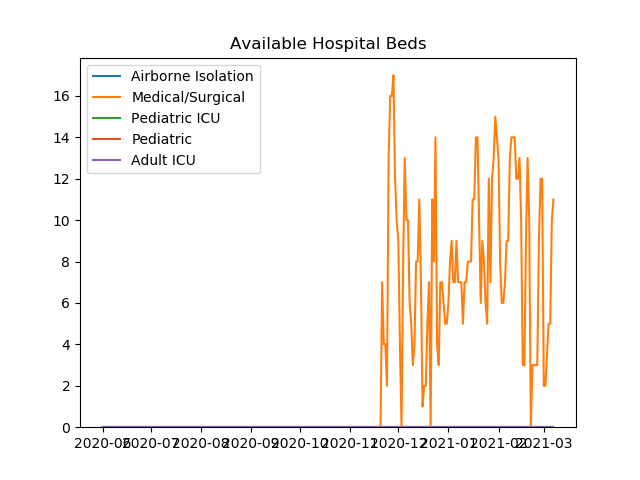 Available Hospital Beds
Airborne Isolation
Medical/Surgical
Pediatric ICU
Pediatric
Adult ICU
16
14
12
10
8
6
4
2
0
2020-06 2020-07 2020-08 2020-09 2020-10 2020-11 2020-12 2021-01 2021-02 2021-03